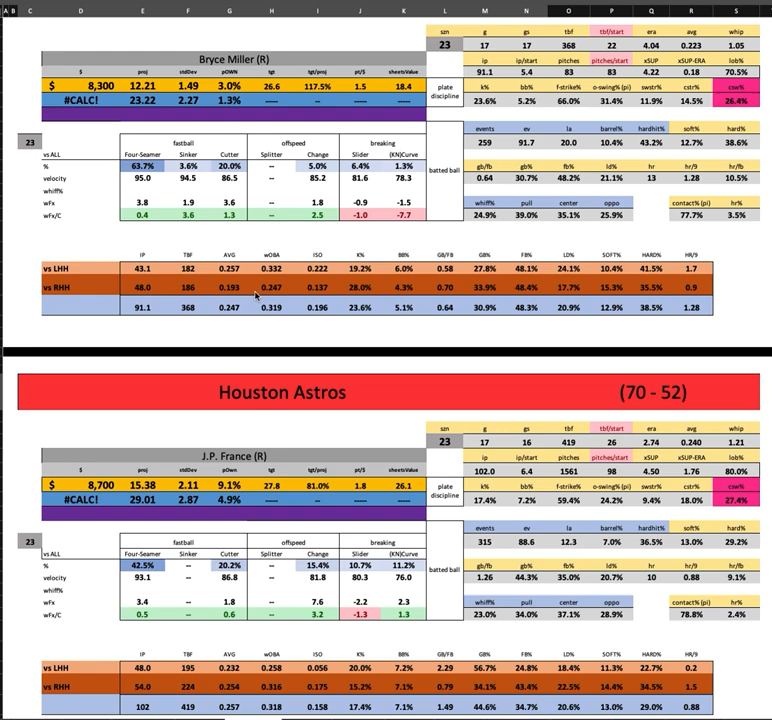 A B C D E F G H I J K L M N O P Q R S
szn g gs tbf tbf/start era avg whip
23 17 17 368 22 4.04 0.223 1.05
Bryce Miller (R) ip ip/start pitches pitches/start xSUP xSUP-ERA lob%
$ proj stdDev pOWN tgt tgt/proj pt/$ sheetsValue 91.1 5.4 83 83 4.22 0.18 70.5%
$ 8,300 12.21 1.49 3.0% 26.6 117.5% 1.5 18.4 plate discipline k% bb% f-strike% o-swing% (pi) swstr% cstr% csw%
#CALC! 23.22 2.27 1.3% ---- ---- -- ---- 23.6% 5.2% 66.0% 31.4% 11.9% 14.5% 26.4%
events ev la barrel% hardhit% soft% hard%
23 fastball offspeed breaking 259 91.7 20.0 10.4% 43.2% 12.7% 38.6%
vs ALL Four-Seamer Sinker Cutter Splitter Change Slider (KN)Curve
% 63.7% 3.6% 20.0% -- 5.0% 6.4% 1.3% batted ball gb/fb gb% fb% ld% hr hr/9 hr/fb
velocity 95.0 94.5 86.5 -- 85.2 81.6 78.3 0.64 30.7% 48.2% 21.1% 13 1.28 10.5%
whiff%
wFx 3.8 1.9 3.6 -- 1.8 -0.9 -1.5 whiff% pull center oppo contact% (pi) hr%
wFx/C 0.4 3.6 1.3 -- 2.5 -1.0 -7.7 24.9% 39.0% 35.1% 25.9% 77.7% 3.5%
IP TBF AVG wOBA ISO K% BB% GB/FB GB% FB% LD% SOFT% HARD% HR/9
vs LHH 43.1 182 0.257 0.332 0.222 19.2% 6.0% 0.58 27.8% 48.1% 24.1% 10.4% 41.5% 1.7
vs RHH 48.0 186 0.193 0.247 0.137 28.0% 4.3% 0.70 33.9% 48.4% 17.7% 15.3% 35.5% 0.9
91.1 368 0.247 0.319 0.196 23.6% 5.1% 0.64 30.9% 48.3% 20.9% 12.9% 38.5% 1.28
Houston Astros (70 - 52)
szn g gs tbf tbf/start era avg whip
23 17 16 419 26 2.74 0.240 1.21
J.P. France (R) ip ip/start pitches pitches/start xSUP xSUP-ERA lob%
$ proj stdDev pOwn tgt tgt/proj pt/$ sheetsValue 102.0 6.4 1561 98 4.50 1.76 80.0%
$ 8,700 15.38 2.11 9.1% 27.8 81.0% 1.8 26.1 plate discipline k% bb% f-strike% o-swing% (pi) swstr% cstr% csw%
#CALC! 29.01 2.87 4.9% ---- ---- -- ---- 17.4% 7.2% 59.4% 24.2% 9.4% 18.0% 27.4%
events ev la barrel% hardhit% soft% hard%
23 fastball offspeed breaking 315 88.6 12.3 7.0% 36.5% 13.0% 29.2%
vs ALL Four-Seamer Sinker Cutter Splitter Change Slider (KN)Curve
% 42.5% -- 20.2% -- 15.4% 10.7% 11.2% batted ball gb/fb gb% fb% ld% hr hr/9 hr/fb
velocity 93.1 -- 86.8 -- 81.8 80.3 76.0 1.26 44.3% 35.0% 20.7% 10 0.88 9.1%
whiff%
wFx 3.4 -- 1.8 -- 7.6 -2.2 2.3 whiff% pull center oppo contact% (pi) hr%
wFx/C 0.5 -- 0.6 -- 3.2 -1.3 1.3 23.0% 34.0% 37.1% 28.9% 78.8% 2.4%
IP TBF AVG wOBA ISO K% BB% GB/FB GB% FB% LD% SOFT% HARD% HR/9
vs LHH 48.0 195 0.232 0.258 0.056 20.0% 7.2% 2.29 56.7% 24.8% 18.4% 11.3% 22.7% 0.2
vs RHH 54.0 224 0.254 0.316 0.175 15.2% 7.1% 0.79 34.1% 43.4% 22.5% 14.4% 34.5% 1.5
102 419 0.257 0.318 0.158 17.4% 7.1% 1.49 44.6% 34.7% 20.6% 13.0% 29.0% 0.88